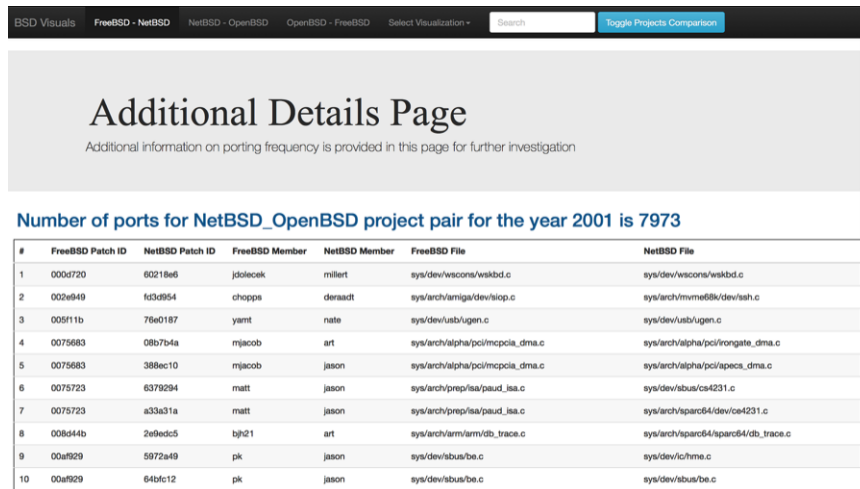 BSD Visuals FreeBSD - NetBSD NetBSD - OpenBSD OpenBSD - FreeBSD Select Visualization Search Toggle Projects Comparison
Additional Details Page
Additional information on porting frequency is provided in this page for further investigation
Number of ports for NetBSD_OpenBSD project pair for the year 2001 is 7973
# FreeBSD Patch ID NetBSD Patch ID FreeBSD Member NetBSD Member FreeBSD File NetBSD File
1 000d720 60218e6 jdolecek millert sys/dev/wscons/wskbd.c sys/dev/wscons/wskbd.c
2 002e949 fd3d954 chopps deraadt sys/arch/amiga/dev/siop.c sys/arch/mvme68k/dev/ssh.c
3 005f11b 76e0187 yamt nate sys/dev/usb/ugen.c sys/dev/usb/ugen.c
4 0075683 08b7b4a mjacob art sys/arch/alpha/pci/mcpcia_dma.c sys/arch/alpha/pci/irongate_dma.c
5 0075683 388ec10 mjacob jason sys/arch/alpha/pci/mcpcia_dma.c sys/arch/alpha/pci/apecs_dma.c
6 0075723 6379294 matt jason sys/arch/prep/isa/paud_isa.c sys/dev/sbus/cs4231.c
7 0075723 a33a31a matt jason sys/arch/prep/isa/paud_isa.c sys/arch/sparc64/dev/ce4231.c
8 008d44b 2e9edc5 bjh21 art sys/arch/arm/arm/db_trace.c sys/arch/sparc64/sparc64/db_trace.c
9 00af929 5972a49 pk jason sys/dev/sbus/be.c sys/dev/ic/hme.c
10 00af929 64bfc12 pk jason sys/dev/sbus/be.c sys/dev/sbus/be.c